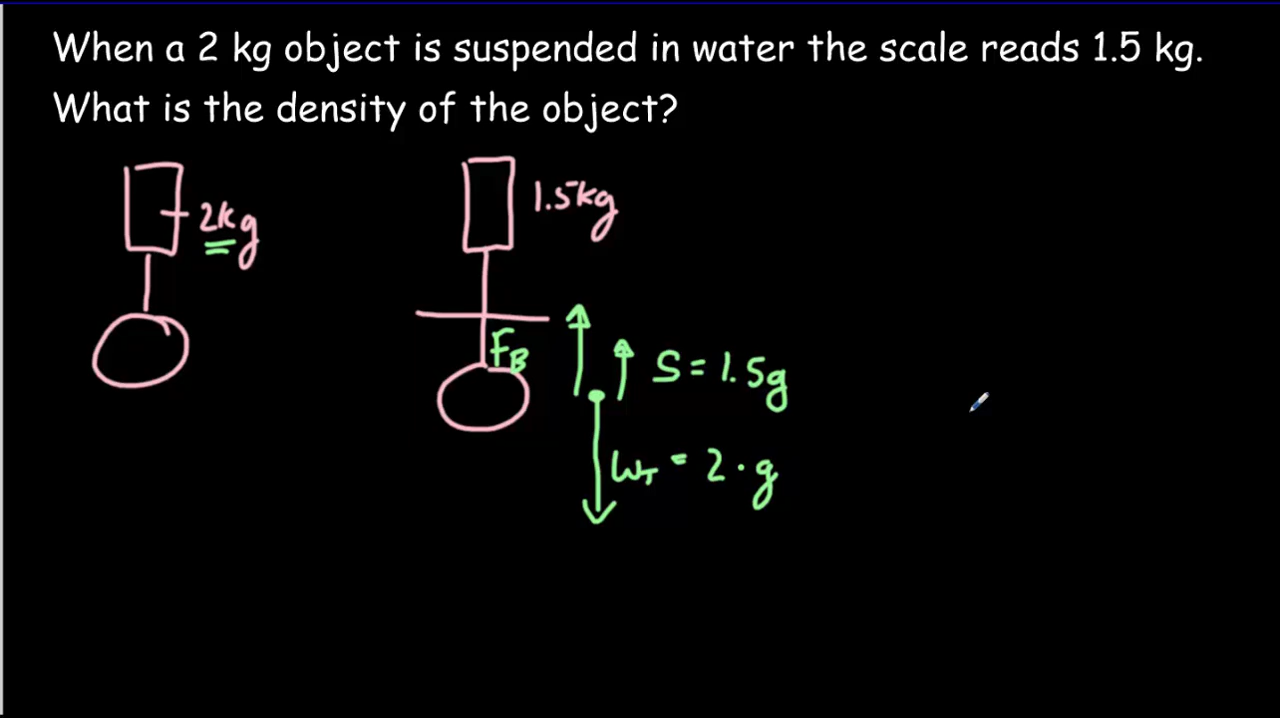 When a 2 kg object is suspended in water the scale reads 1.5 kg.
What is the density of the object?
2kg
1.5kg
FB
S = 1.5g
WT = 2 · g